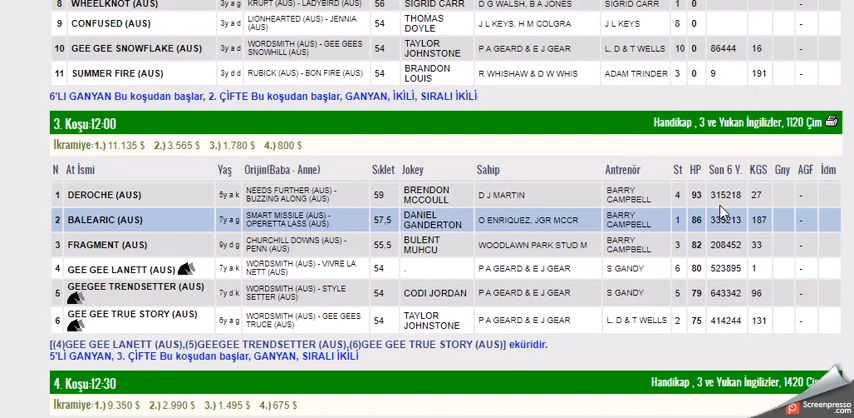 8 WHEELKNOT (AUS) 3y a g KRUPT (AUS) - LADYBIRD (AUS) 56 SIGRID CARR D WALSH, B A JONES SIGRID CARR 1 0
9 CONFUSED (AUS) 3y a d LIONHEARTED (AUS) - JENNIA (AUS) 54 THOMAS DOYLE J L KEYS, H M COLGRA J L KEYS 8 0 -
10 GEE GEE SNOWFLAKE (AUS) 3y a d WORDSMITH (AUS) - GEE GEES SNOWHILL (AUS) 54 TAYLOR JOHNSTONE P A GEARD & E J GEAR L, D & T WELLS 10 0 86444 16 -
11 SUMMER FIRE (AUS) 3y d d RUBICK (AUS) - BON FIRE (AUS) 54 BRANDON LOUIS R WHISHAW & D W WHIS ADAM TRINDER 3 0 9 191 -
6'LI GANYAN Bu koşudan başlar, 2. ÇİFTE Bu koşudan başlar, GANYAN, İKİLİ, SIRALI İKİLİ
3. Koşu:12:00 Handikap , 3 ve Yukarı İngilizler, 1120 Çim
İkramiye:1.) 11.135 $ 2.) 3.565 $ 3.) 1.780 $ 4.) 800 $
N At İsmi Yaş Orijin(Baba - Anne) Sıklet Jokey Sahip Antrenör St HP Son 6 Y. KGS Gny AGF İdm
1 DEROCHE (AUS) 5y a k NEEDS FURTHER (AUS) - BUZZING ALONG (AUS) 59 BRENDON MCCOULL D J MARTIN BARRY CAMPBELL 4 93 315218 27 -
2 BALEARIC (AUS) 7y a g SMART MISSILE (AUS) - OPERETTA LASS (AUS) 57,5 DANIEL GANDERTON O ENRIQUEZ, JGR MCCR BARRY CAMPBELL 1 86 335213 187 -
3 FRAGMENT (AUS) 9y d g CHURCHILL DOWNS (AUS) - PENN (AUS) 55,5 BULENT MUHCU WOODLAWN PARK STUD M BARRY CAMPBELL 3 82 208452 33 -
4 GEE GEE LANETT (AUS) 7y a k WORDSMITH (AUS) - VIVRE LA NETT (AUS) 54 . P A GEARD & E J GEAR S GANDY 6 80 523895 1 -
5 GEEGEE TRENDSETTER (AUS) 7y d k WORDSMITH (AUS) - STYLE SETTER (AUS) 54 CODI JORDAN P A GEARD & E J GEAR S GANDY 5 79 643342 96 -
6 GEE GEE TRUE STORY (AUS) 6y a g WORDSMITH (AUS) - GEE GEES TRUCE (AUS) 54 TAYLOR JOHNSTONE P A GEARD & E J GEAR L, D & T WELLS 2 75 414244 131 -
[(4)GEE GEE LANETT (AUS),(5)GEEGEE TRENDSETTER (AUS),(6)GEE GEE TRUE STORY (AUS)] eküridir.
5'Lİ GANYAN, 3. ÇİFTE Bu koşudan başlar, GANYAN, SIRALI İKİLİ
4. Koşu:12:30 Handikap , 3 ve Yukarı İngilizler, 1420 Çim
İkramiye:1.) 9.350 $ 2.) 2.990 $ 3.) 1.495 $ 4.) 675 $
Screenpresso
.com